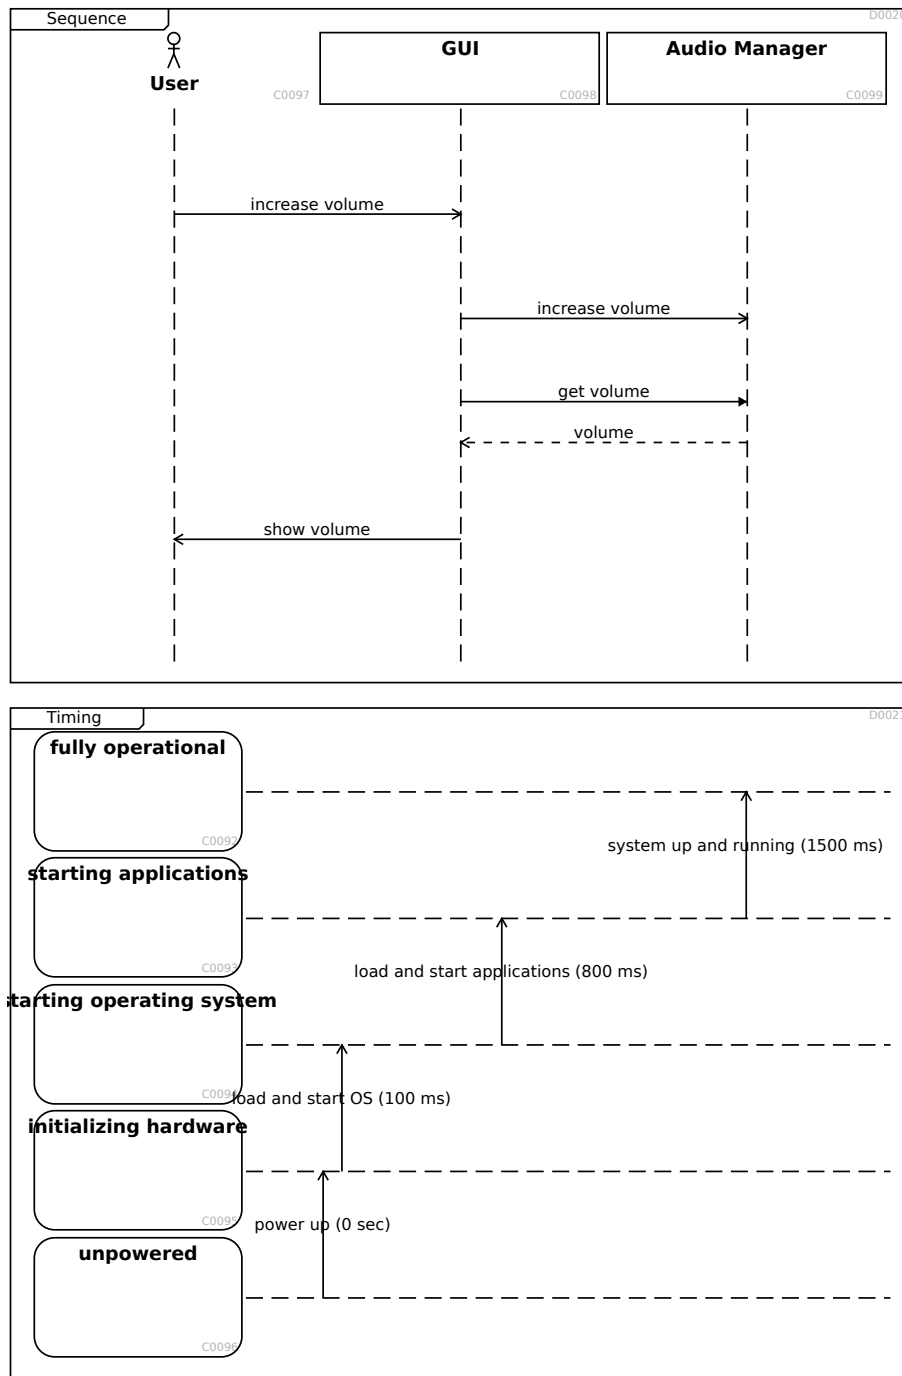 Sequence
D0020
User
GUI
Audio Manager
C0097
C0098
C0099
increase volume
increase volume
get volume
volume
show volume
Timing
fully operational
C0092
system up and running (1500 ms)
starting applications
C0093
load and start applications (800 ms)
starting operating system
C0094
load and start OS (100 ms)
initializing hardware
C0095
power up (0 sec)
unpowered
C0096